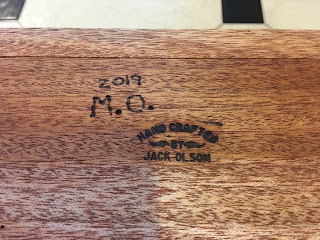 2019
M.O.
HAND CRAFTED
BY
JACK OLSON